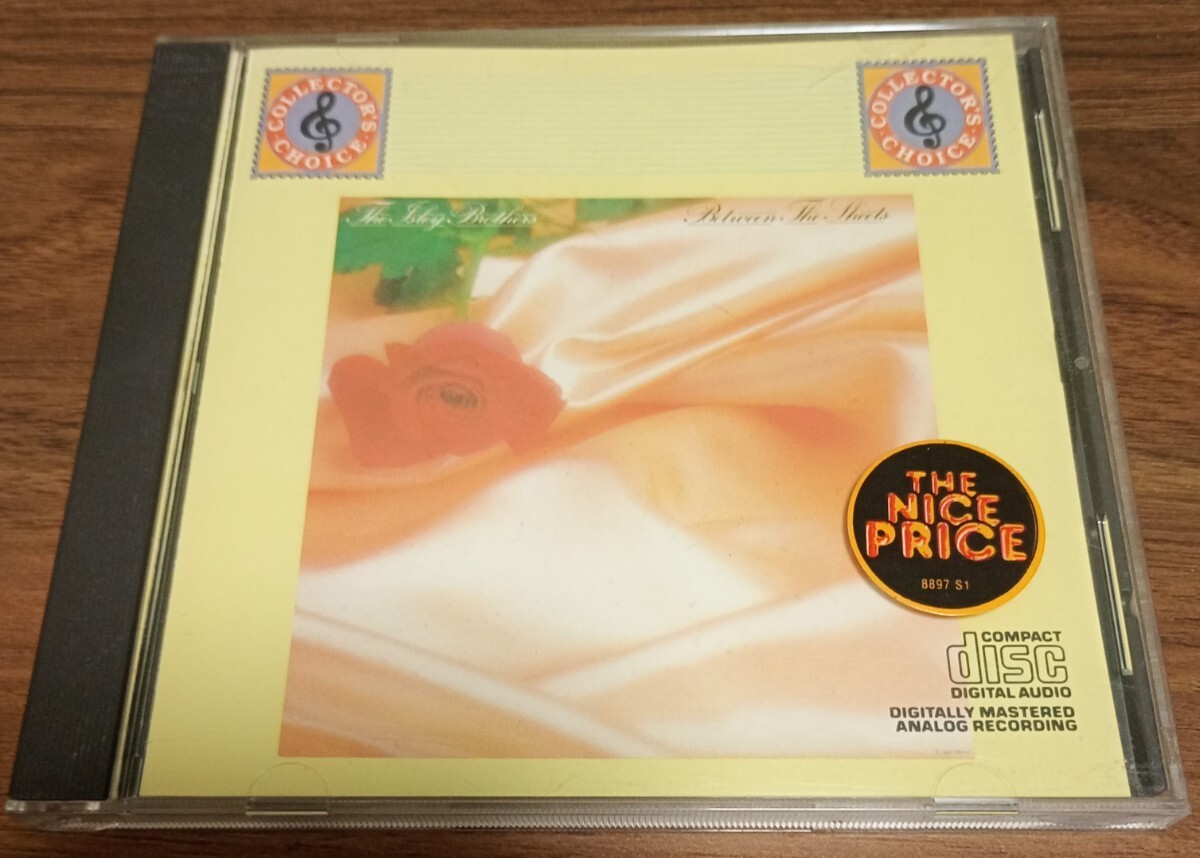 COLLECTOR'S CHOICE
COLLECTOR'S CHOICE
The Isley Brothers
Between The Sheets
THE
NICE
PRICE
8897 S1
COMPACT
disc
DIGITAL AUDIO
DIGITALLY MASTERED
ANALOG RECORDING